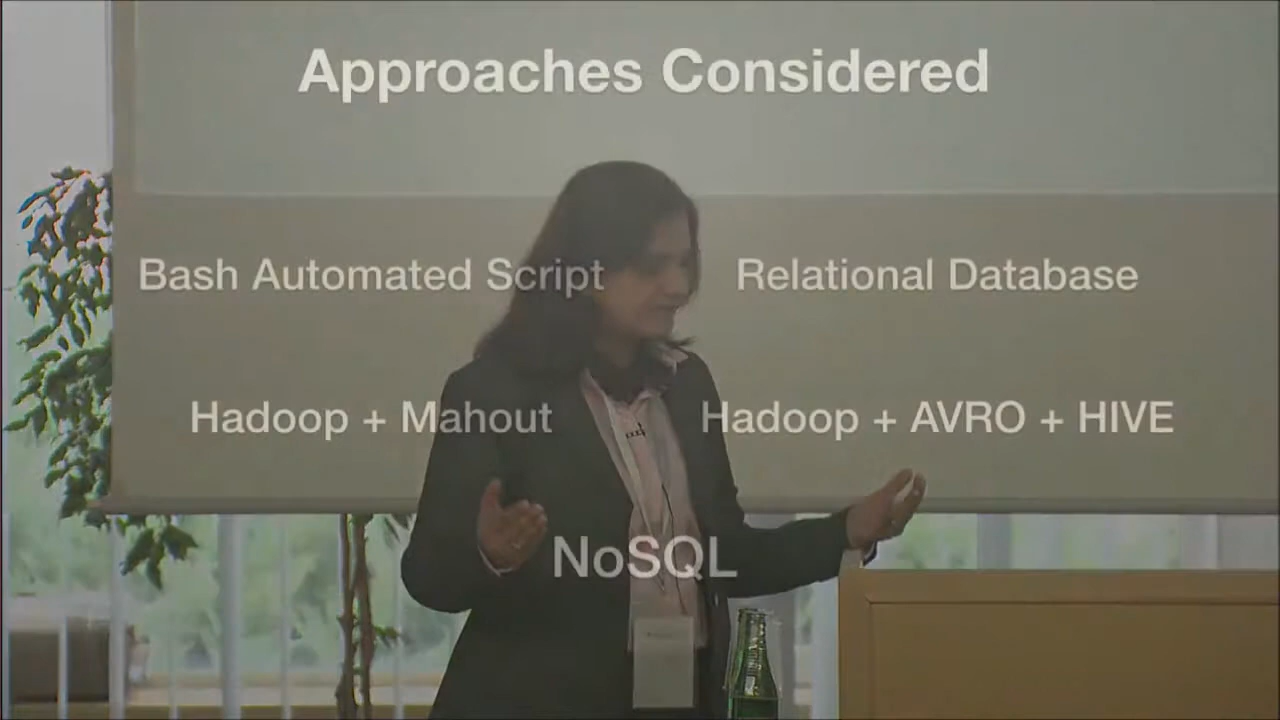 Approaches Considered
Bash Automated Script
Relational Database
Hadoop + Mahout
Hadoop + AVRO + HIVE
NoSQL